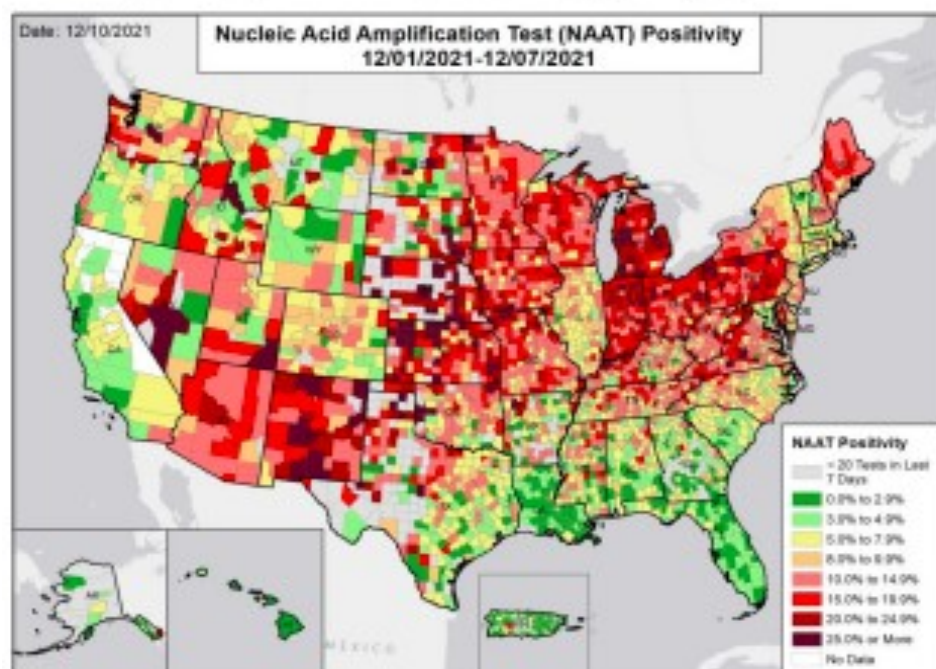 Date: 12/10/2021
Nucleic Acid Amplification Test (NAAT) Positivity
12/01/2021-12/07/2021
NAAT Positivity
< 20 Tests in Last
7 Days
0.0% to 2.9%
3.0% to 4.9%
5.0% to 7.9%
8.0% to 9.9%
10.0% to 14.9%
15.0% to 19.9%
20.0% to 24.9%
25.0% or More
No Data
MEXICO